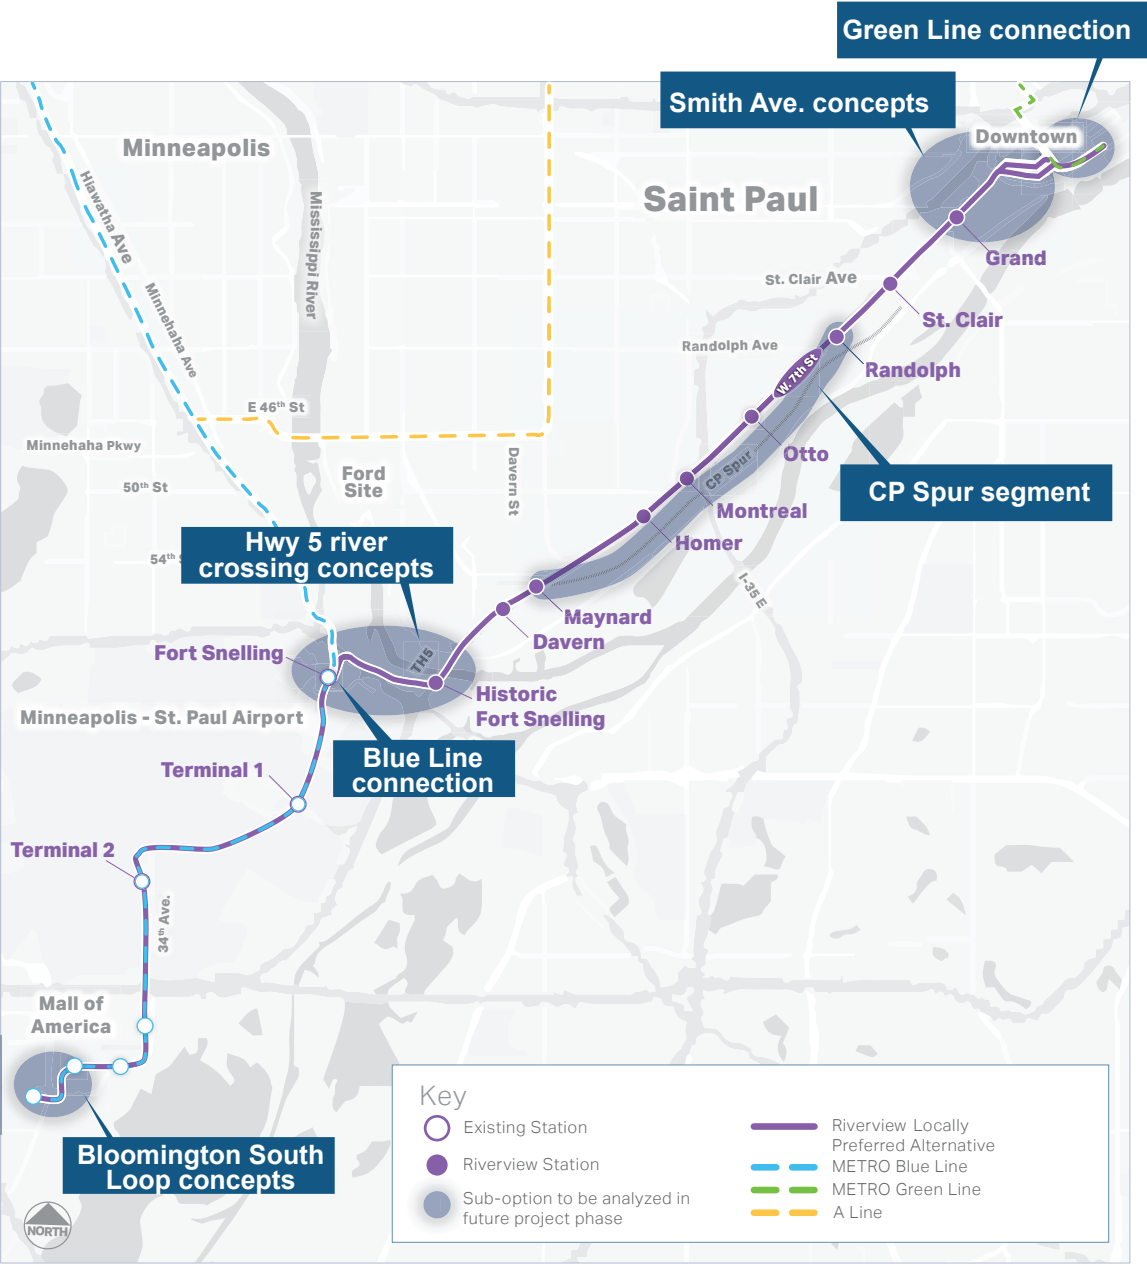 Green Line connection
Smith Ave. concepts
Downtown
Minneapolis
Saint Paul
Hiawatha Ave
Mississippi River
Grand
St. Clair Ave
Minnehaha Ave
St. Clair
Randolph Ave
Randolph
W. 7th St
E 46th St
Minnehaha Pkwy
Otto
Davern St
CP Spur
Ford
Site
50th St
CP Spur segment
Montreal
Homer
Hwy 5 river
crossing concepts
54th
I-35 E
Maynard
Davern
Fort Snelling
TH5
Historic
Fort Snelling
Minneapolis - St. Paul Airport
Blue Line
connection
Terminal 1
Terminal 2
34th Ave.
Mall of
America
Bloomington South
Loop concepts
NORTH
Key
Existing Station
Riverview Station
Sub-option to be analyzed in
future project phase
Riverview Locally
Preferred Alternative
METRO Blue Line
METRO Green Line
A Line